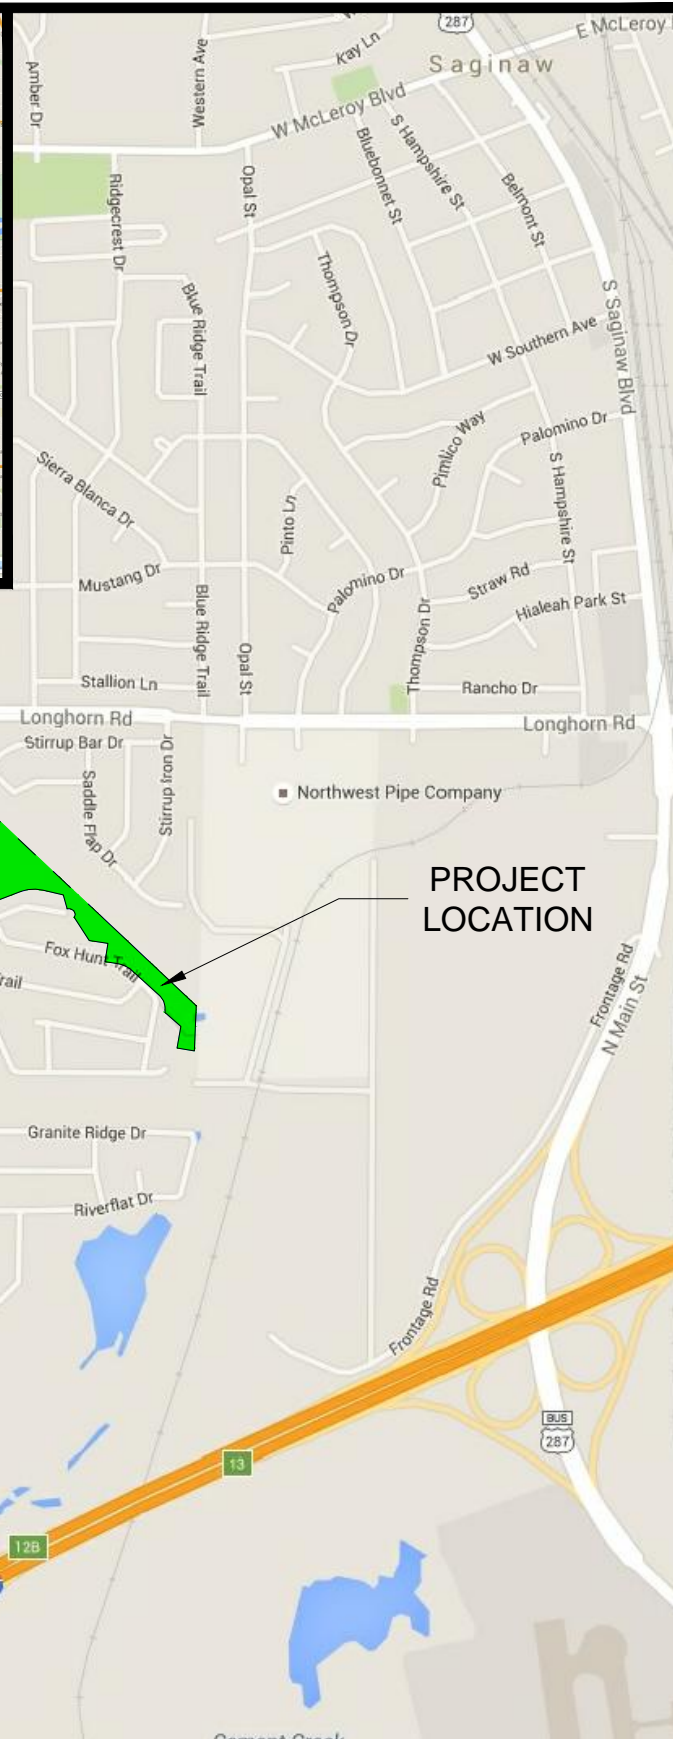 287
E McLeroy
Kay Ln
Saginaw
Western Ave
Amber Dr
W McLeroy Blvd
S Hampshire St
Bluebonnet St
Opal St
Ridgecrest Dr
Belmont St
Thompson Dr
Blue Ridge Trail
S Saginaw Blvd
W Southern Ave
Pimlico Way
Palomino Dr
Sierra Blanca Dr
S Hampshire St
Pinto Ln
Mustang Dr
Palomino Dr
Straw Rd
Blue Ridge Trail
Hialeah Park St
Thompson Dr
Opal St
Stallion Ln
Rancho Dr
Longhorn Rd
Longhorn Rd
Stirrup Bar Dr
Stirrup Iron Dr
Saddle Flap Dr
Northwest Pipe Company
PROJECT
LOCATION
Fox Hunt Trail
rail
Frontage Rd
N Main St
Granite Ridge Dr
Riverflat Dr
Frontage Rd
BUS
287
13
12B